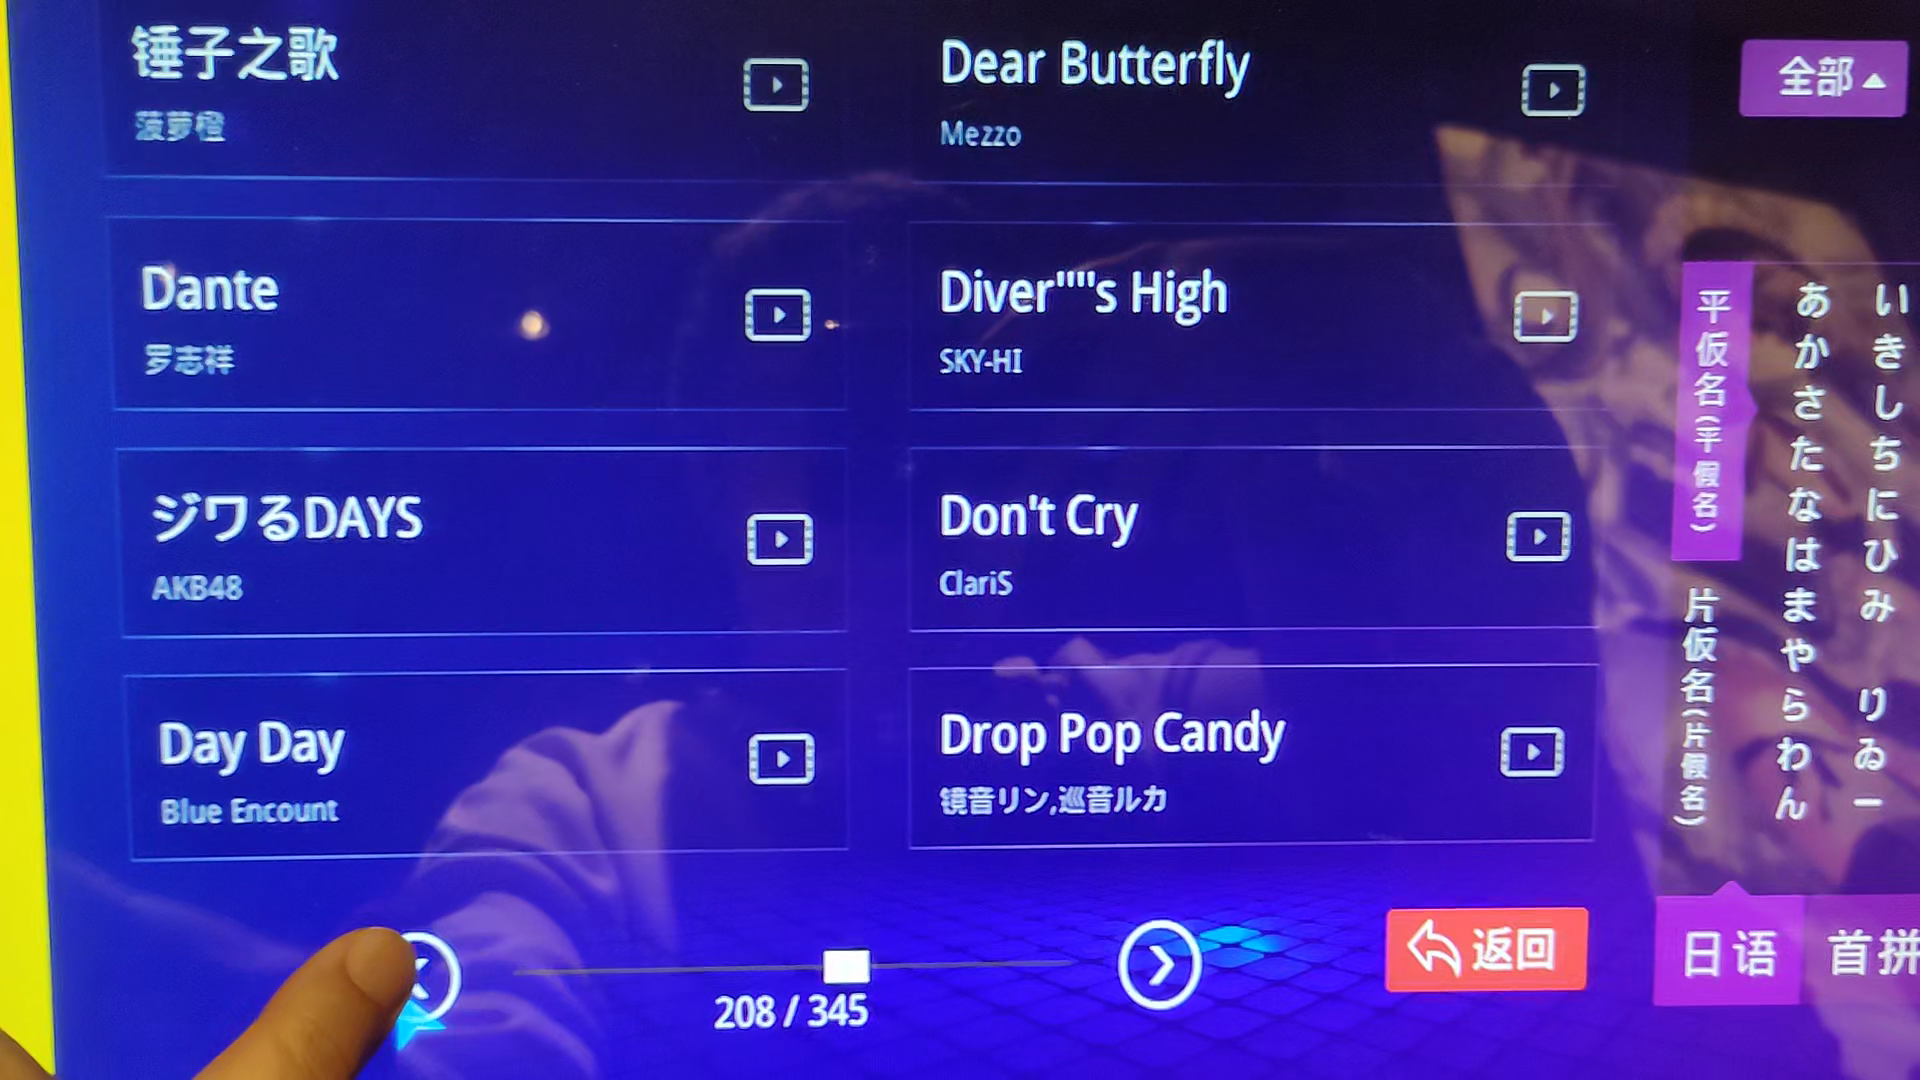 锤子之歌
菠萝橙
Dear Butterfly
Mezzo
全部
Dante
罗志祥
Diver""s High
SKY-HI
ジワるDAYS
AKB48
Don't Cry
ClariS
Day Day
Blue Encount
Drop Pop Candy
镜音リン,巡音ルカ
平仮名(平假名)
片仮名(片假名)
あかさたなはまやらわん
いきしちにひみ りゐー
208 / 345
返回
日语
首拼